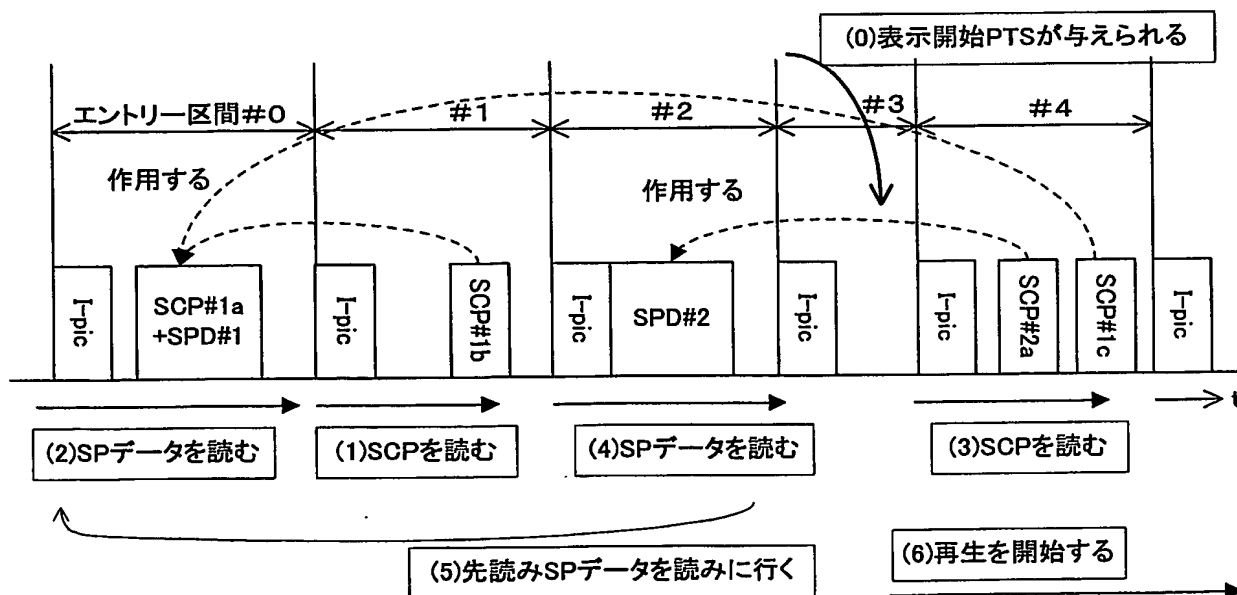 (0)表示開始PTSが与えられる
エントリー区間#0
#1
#2
#3
#4
作用する
作用する
I-pic
SCP#1a
+SPD#1
I-pic
SCP#1b
I-pic
SPD#2
I-pic
I-pic
SCP#2a
SCP#1c
I-pic
t
(2)SPデータを読む
(1)SCPを読む
(4)SPデータを読む
(3)SCPを読む
(5)先読みSPデータを読みに行く
(6)再生を開始する